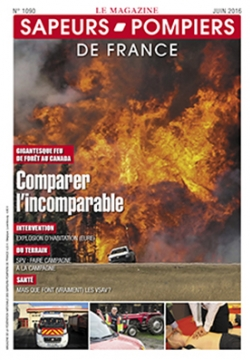 N° 1090
LE MAGAZINE
JUIN 2016
SAPEURS-POMPIERS
DE FRANCE
GIGANTESQUE FEU
DE FORÊT AU CANADA
Comparer
l'incomparable
INTERVENTION
EXPLOSION D'HABITATION (EURE)
DU TERRAIN
SPV : FAIRE CAMPAGNE
À LA CAMPAGNE
SANTÉ
MAIS QUE FONT (VRAIMENT) LES VSAV ?